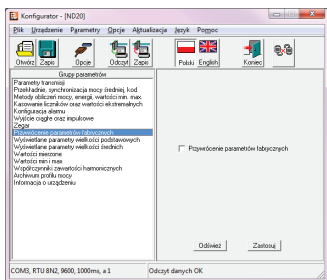 Konfigurator - [ND20]
Plik Urządzenie Parametry Opcje Aktualizacja Język Pomoc
Otwórz Zapis Opcje Odczyt Zapis Polski English Koniec
Grupy parametrów
Parametry transmisji
Przekładnie, synchronizacja mocy średniej, kod
Metody obliczeń mocy, energii, wartości min. max.
Kasowanie liczników oraz wartości ekstremalnych
Konfiguracja alarmu
Wyjście ciągłe oraz impulsowe
Zegar
Przywrócenie parametrów fabrycznych
Wyświetlane parametry wielkości podstawowych
Wyświetlane parametry wielkości średnich
Wartości mierzone
Wartości min i max
Współczynniki zawartości harmonicznych
Archiwum profilu mocy
Informacja o urządzeniu
Przywrócenie parametrów fabrycznych
Odśwież Zastosuj
COM3, RTU 8N2, 9600, 1000ms, a 1 Odczyt danych OK